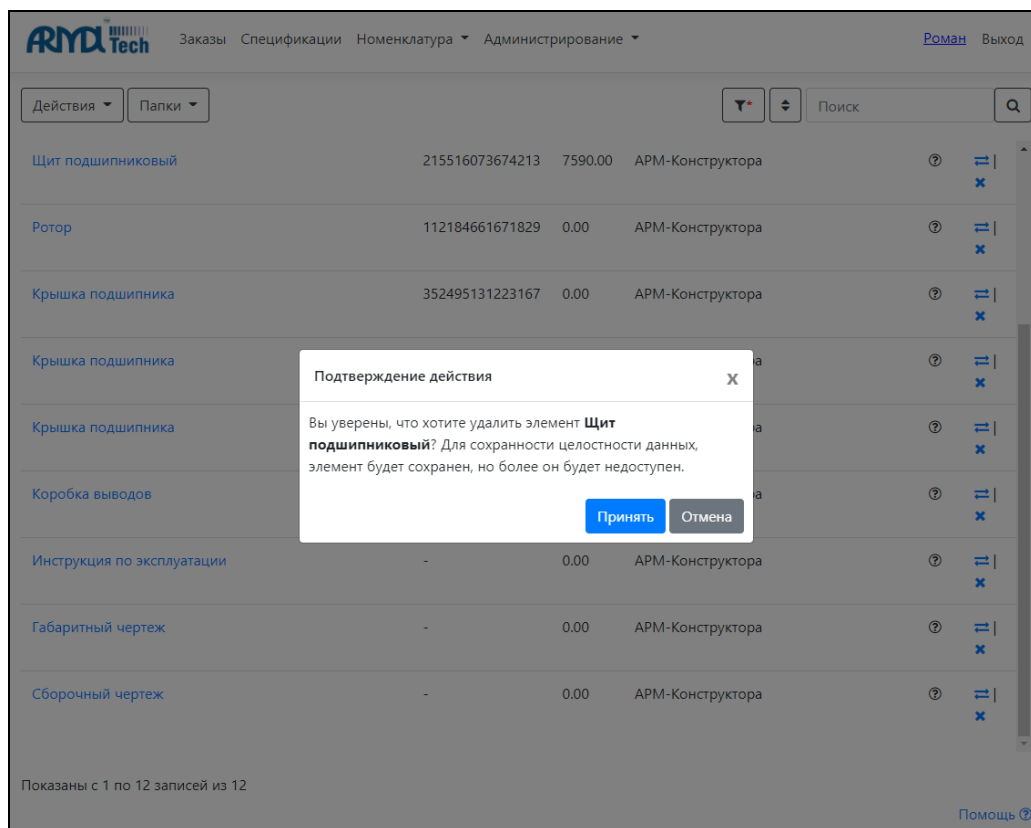 ARMA Tech Заказы Спецификации Номенклатура Администрирование Роман Выход
Действия Папки Поиск
Щит подшипниковый 215516073674213 7590.00 АРМ-Конструктора
Ротор 112184661671829 0.00 АРМ-Конструктора
Крышка подшипника 352495131223167 0.00 АРМ-Конструктора
Крышка подшипника а
Подтверждение действия x
Вы уверены, что хотите удалить элемент Щит
подшипниковый? Для сохранности целостности данных,
элемент будет сохранен, но более он будет недоступен.
Принять Отмена
Крышка подшипника а
Коробка выводов а
Инструкция по эксплуатации - 0.00 АРМ-Конструктора
Габаритный чертеж - 0.00 АРМ-Конструктора
Сборочный чертеж - 0.00 АРМ-Конструктора
Показаны с 1 по 12 записей из 12
Помощь